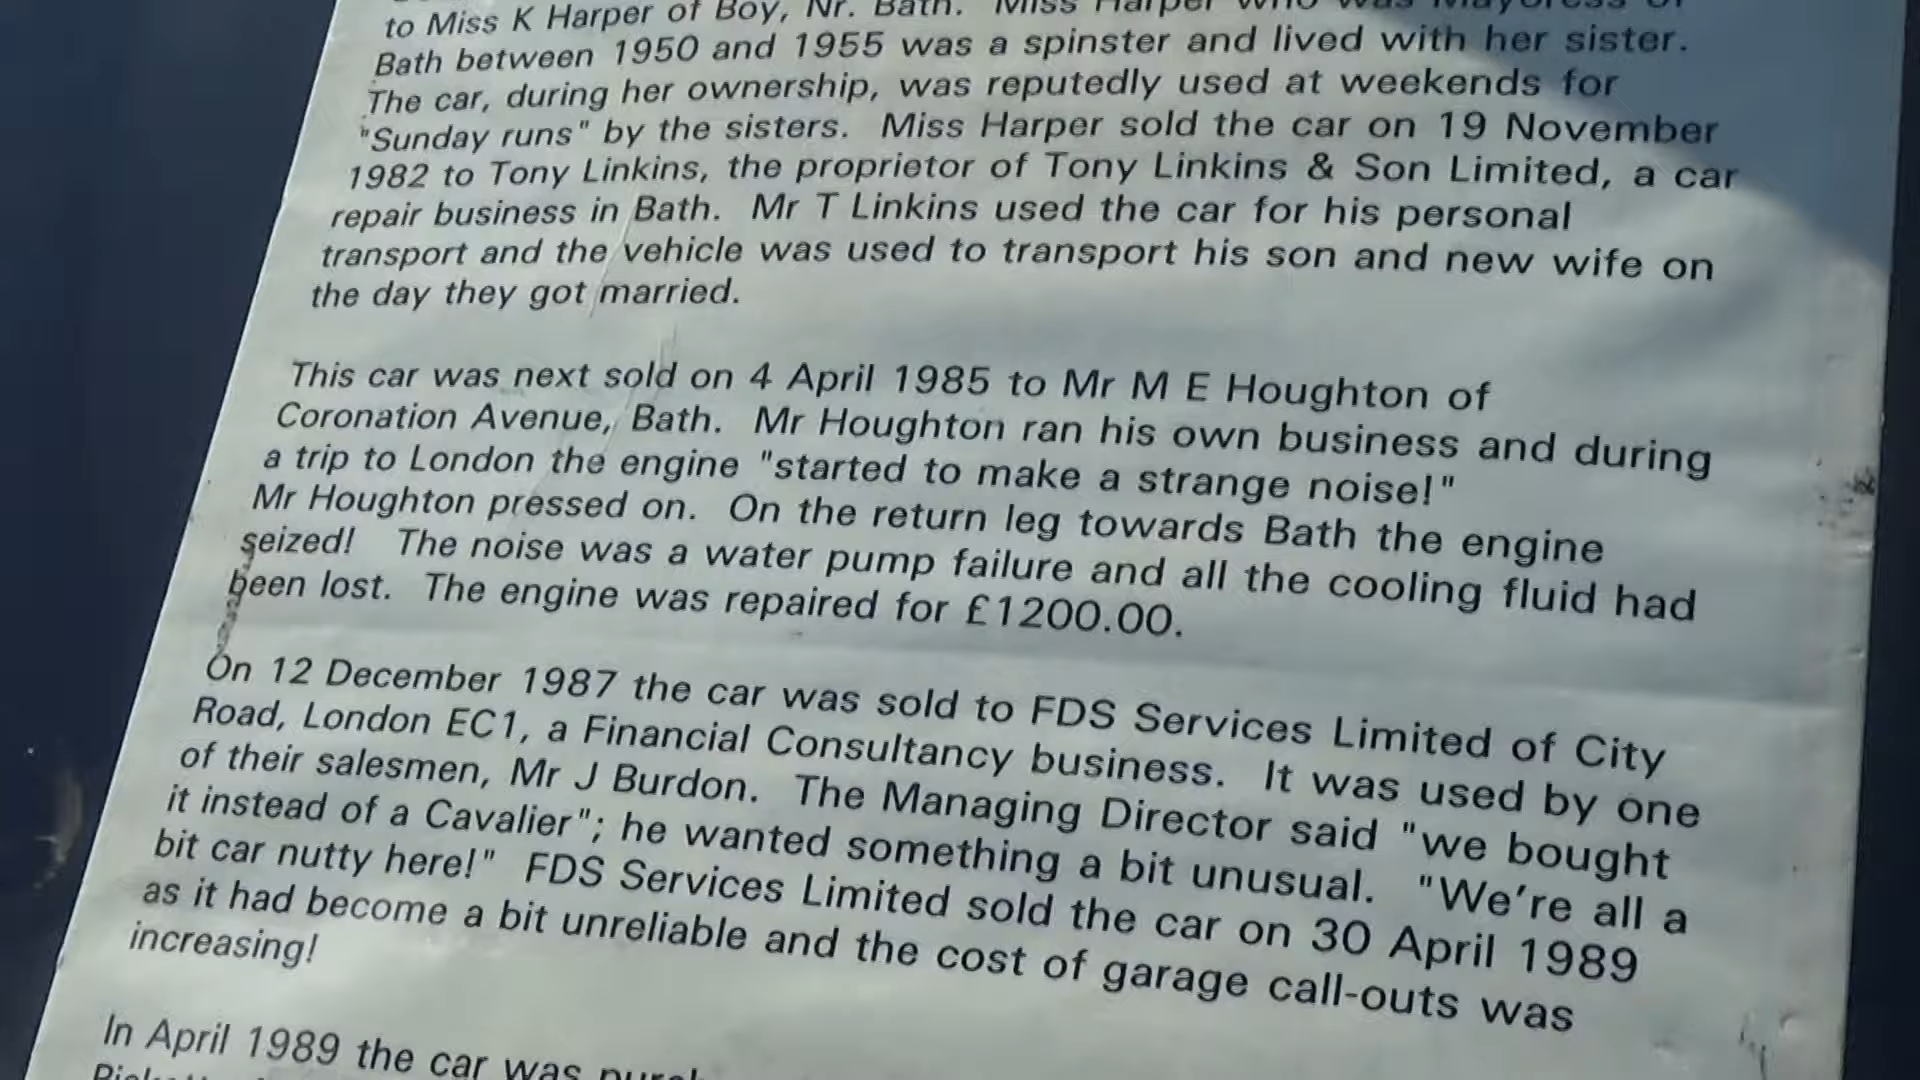 to Miss K Harper of Boy, Nr. Bath. Miss Harper who was Mayoress of
Bath between 1950 and 1955 was a spinster and lived with her sister.
The car, during her ownership, was reputedly used at weekends for
"Sunday runs" by the sisters. Miss Harper sold the car on 19 November
1982 to Tony Linkins, the proprietor of Tony Linkins & Son Limited, a car
repair business in Bath. Mr T Linkins used the car for his personal
transport and the vehicle was used to transport his son and new wife on
the day they got married.
This car was next sold on 4 April 1985 to Mr M E Houghton of
Coronation Avenue, Bath. Mr Houghton ran his own business and during
a trip to London the engine "started to make a strange noise!"
Mr Houghton pressed on. On the return leg towards Bath the engine
seized! The noise was a water pump failure and all the cooling fluid had
been lost. The engine was repaired for £1200.00.
On 12 December 1987 the car was sold to FDS Services Limited of City
Road, London EC1, a Financial Consultancy business. It was used by one
of their salesmen, Mr J Burdon. The Managing Director said "we bought
it instead of a Cavalier"; he wanted something a bit unusual. "We're all a
bit car nutty here!" FDS Services Limited sold the car on 30 April 1989
as it had become a bit unreliable and the cost of garage call-outs was
increasing!
In April 1989 the car was